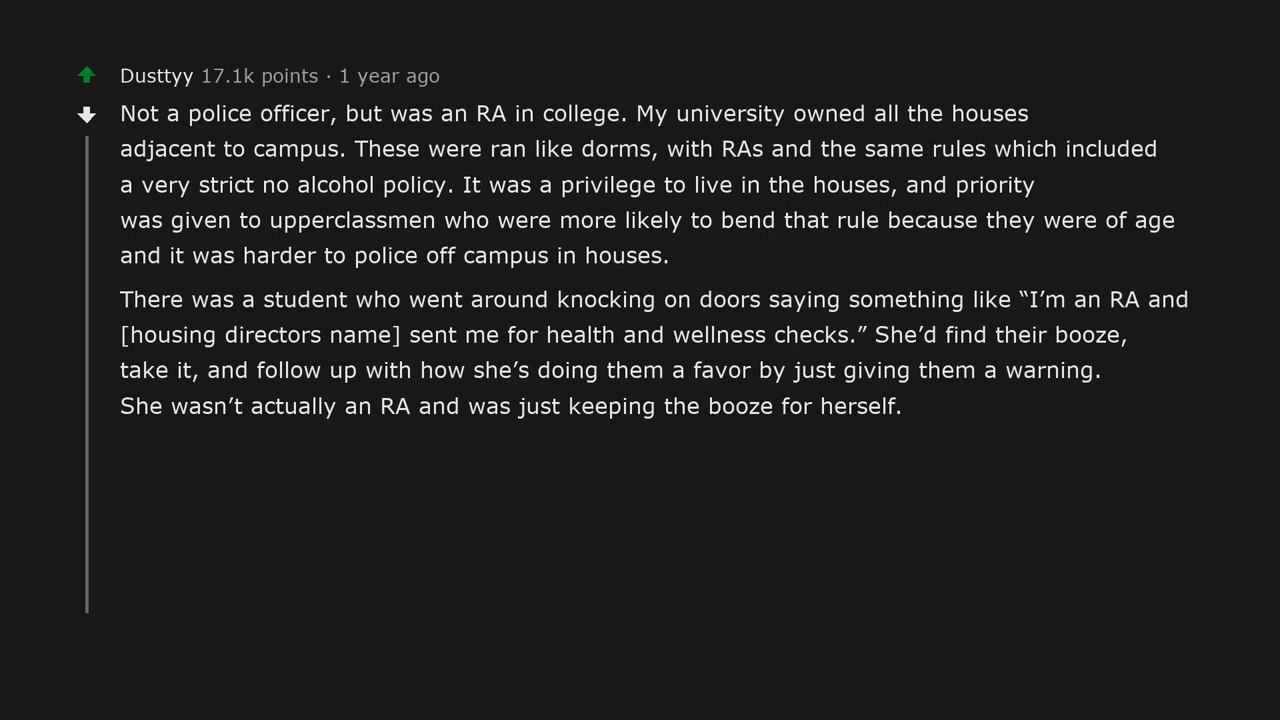 Dusttyy 17.1k points · 1 year ago
Not a police officer, but was an RA in college. My university owned all the houses
adjacent to campus. These were ran like dorms, with RAs and the same rules which included
a very strict no alcohol policy. It was a privilege to live in the houses, and priority
was given to upperclassmen who were more likely to bend that rule because they were of age
and it was harder to police off campus in houses.
There was a student who went around knocking on doors saying something like “I’m an RA and
[housing directors name] sent me for health and wellness checks.” She’d find their booze,
take it, and follow up with how she’s doing them a favor by just giving them a warning.
She wasn’t actually an RA and was just keeping the booze for herself.